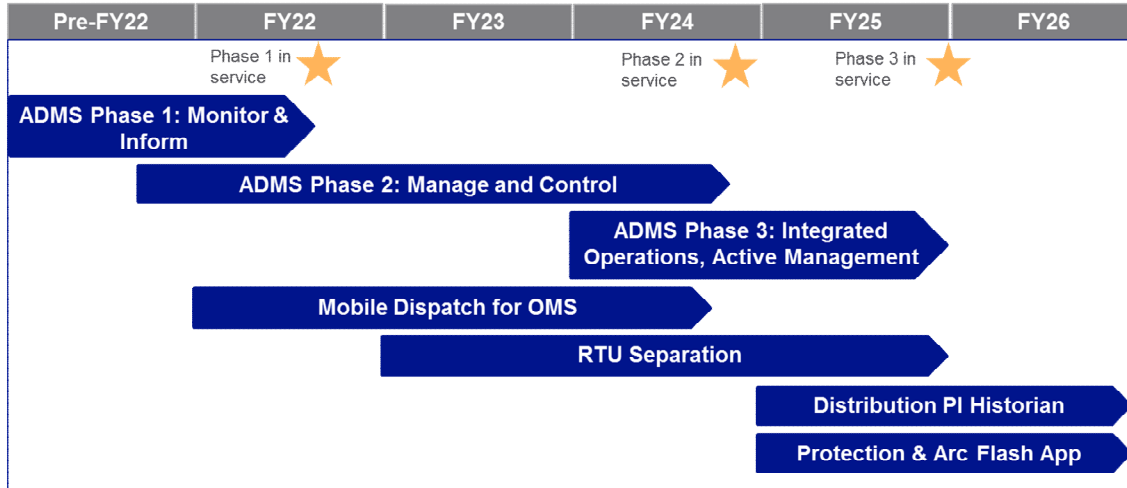 Pre-FY22 FY22 FY23 FY24 FY25 FY26
Phase 1 in
service
Phase 2 in
service
Phase 3 in
service
ADMS Phase 1: Monitor &
Inform
ADMS Phase 2: Manage and Control
ADMS Phase 3: Integrated
Operations, Active Management
Mobile Dispatch for OMS
RTU Separation
Distribution PI Historian
Protection & Arc Flash App